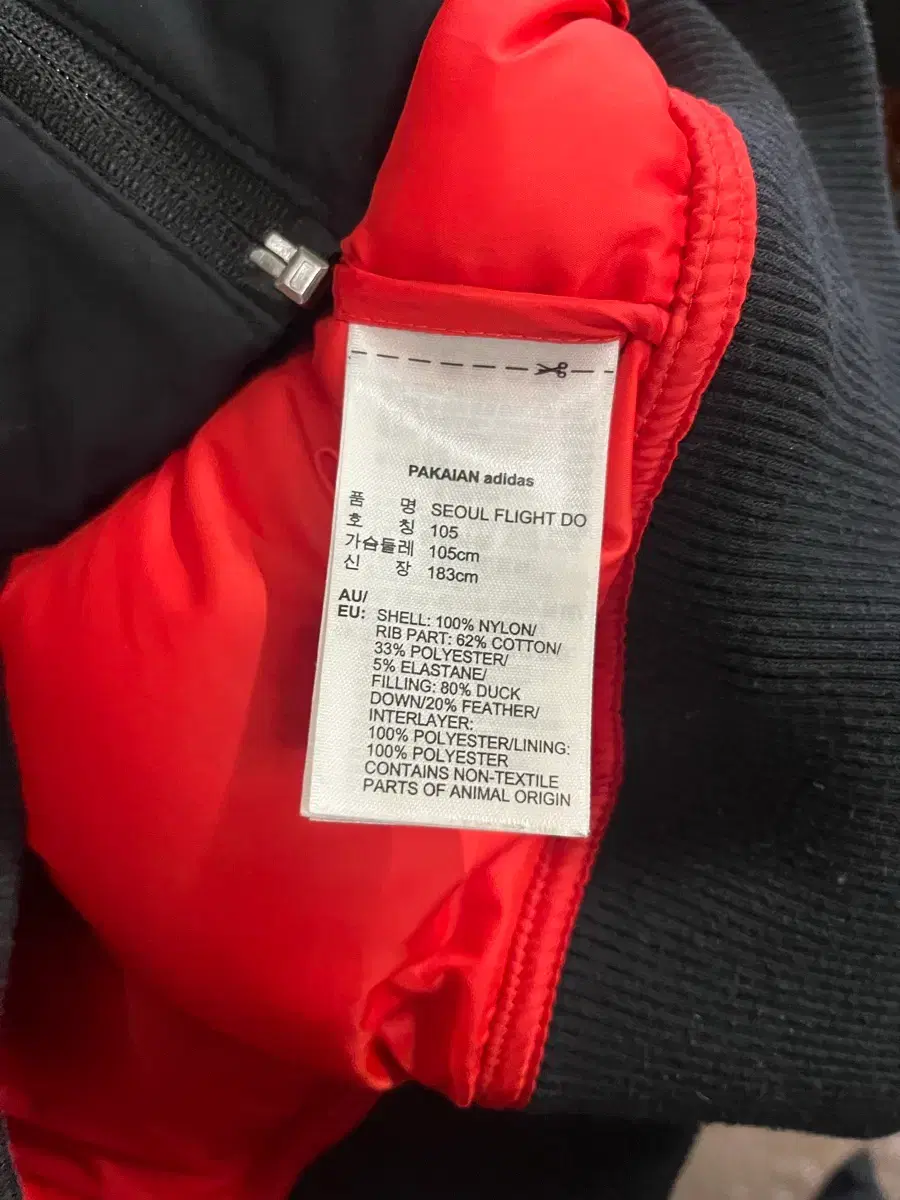 PAKAIAN adidas
품 명 SEOUL FLIGHT DO
호 칭 105
가슴둘레 105cm
신 장 183cm
AU/
EU: SHELL: 100% NYLON/
RIB PART: 62% COTTON/
33% POLYESTER/
5% ELASTANE/
FILLING: 80% DUCK
DOWN/20% FEATHER/
INTERLAYER:
100% POLYESTER/LINING:
100% POLYESTER
CONTAINS NON-TEXTILE
PARTS OF ANIMAL ORIGIN